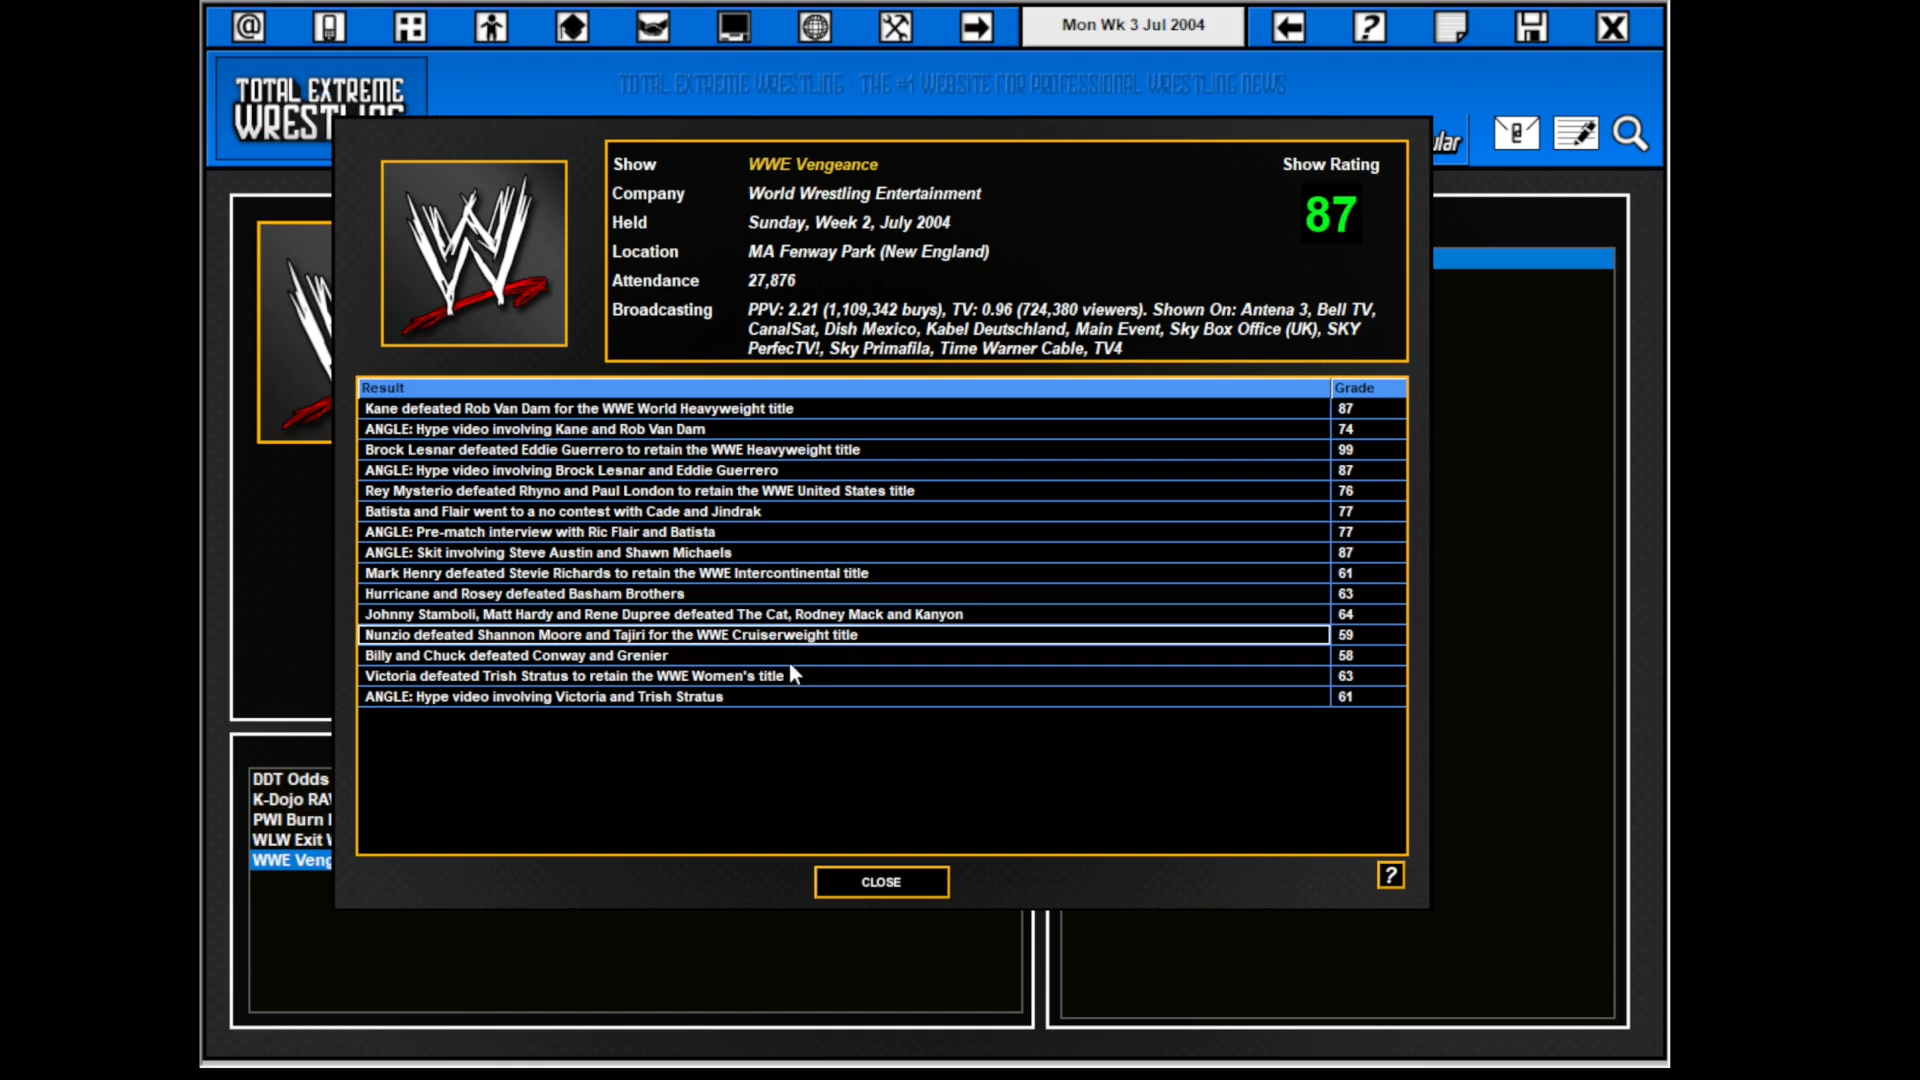 Mon Wk 3 Jul 2004
TOTAL EXTREME WRESTLING - THE #1 WEBSITE FOR PROFESSIONAL WRESTLING NEWS
TOTAL EXTREME
Show WWE Vengeance Show Rating
Company World Wrestling Entertainment
87
Held Sunday, Week 2, July 2004
Location MA Fenway Park (New England)
Attendance 27,876
Broadcasting PPV: 2.21 (1,109,342 buys), TV: 0.96 (724,380 viewers). Shown On: Antena 3, Bell TV,
CanalSat, Dish Mexico, Kabel Deutschland, Main Event, Sky Box Office (UK), SKY
PerfecTV!, Sky Primafila, Time Warner Cable, TV4
Result Grade
Kane defeated Rob Van Dam for the WWE World Heavyweight title 87
ANGLE: Hype video involving Kane and Rob Van Dam 74
Brock Lesnar defeated Eddie Guerrero to retain the WWE Heavyweight title 99
ANGLE: Hype video involving Brock Lesnar and Eddie Guerrero 87
Rey Mysterio defeated Rhyno and Paul London to retain the WWE United States title 76
Batista and Flair went to a no contest with Cade and Jindrak 77
ANGLE: Pre-match interview with Ric Flair and Batista 77
ANGLE: Skit involving Steve Austin and Shawn Michaels 87
Mark Henry defeated Stevie Richards to retain the WWE Intercontinental title 61
Hurricane and Rosey defeated Basham Brothers 63
Johnny Stamboli, Matt Hardy and Rene Dupree defeated The Cat, Rodney Mack and Kanyon 64
Nunzio defeated Shannon Moore and Tajiri for the WWE Cruiserweight title 59
Billy and Chuck defeated Conway and Grenier 58
Victoria defeated Trish Stratus to retain the WWE Women's title 63
ANGLE: Hype video involving Victoria and Trish Stratus 61
DDT Odds
K-Dojo
PWI Burn
WLW Exit
WWE Veng
CLOSE
?